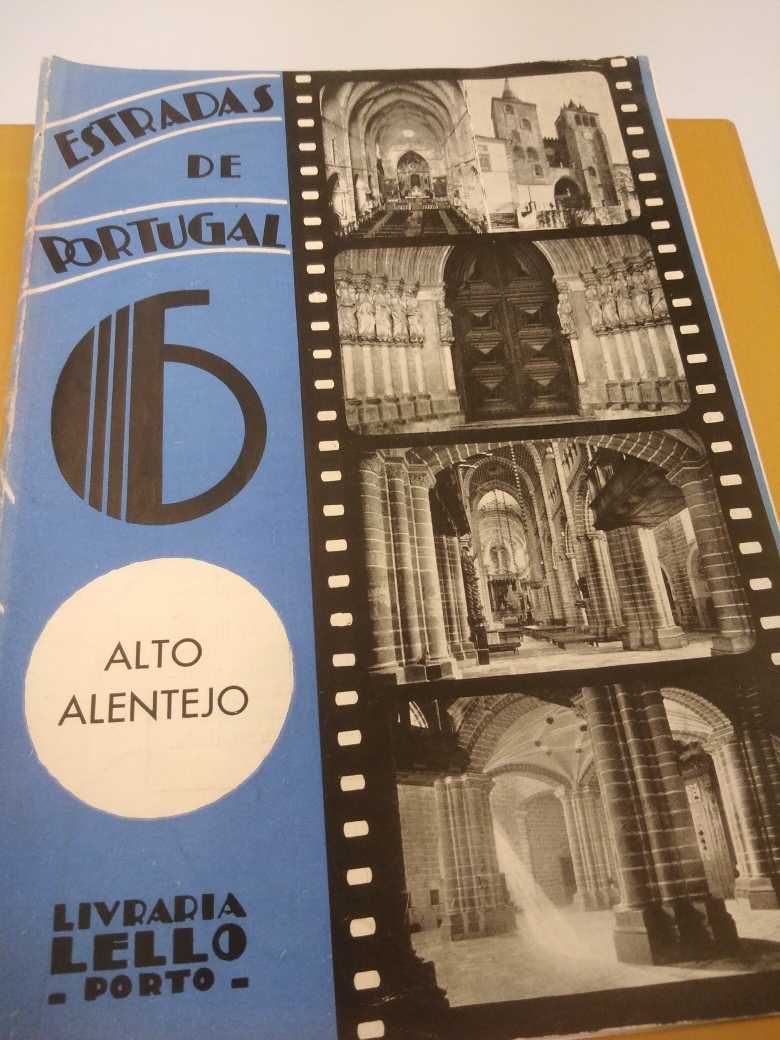 ESTRADAS
DE
PORTUGAL
6
ALTO
ALENTEJO
LIVRARIA
LELLO
- PORTO -